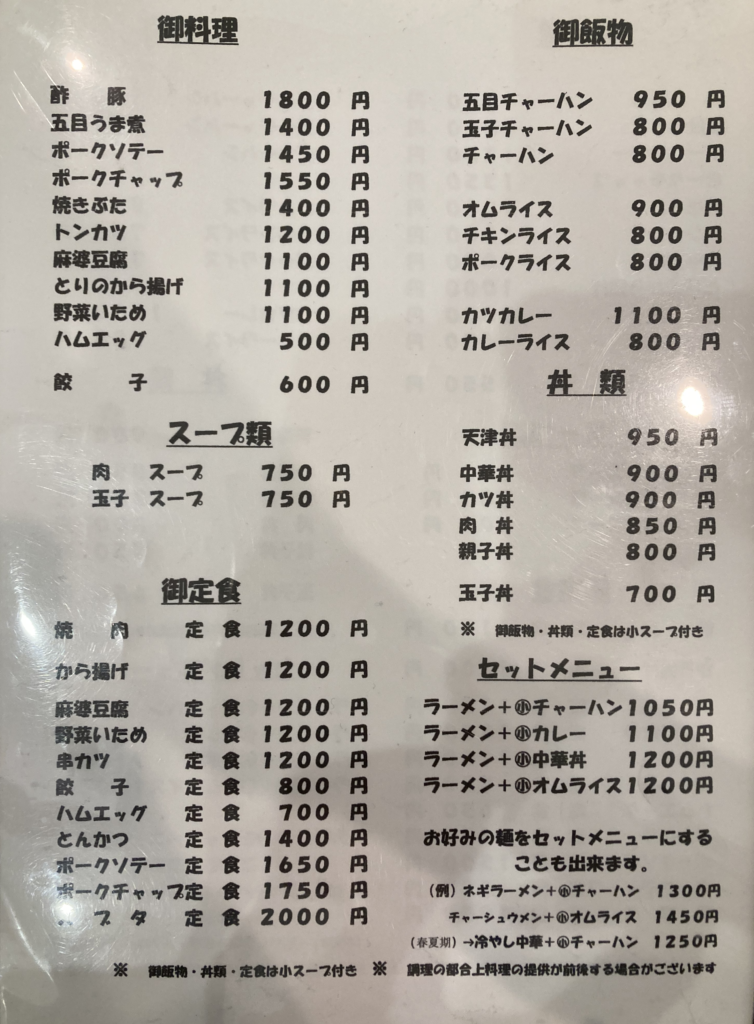 御料理
酢 豚 1800 円
五目うま煮 1400 円
ポークソテー 1450 円
ポークチャップ 1550 円
焼きぶた 1400 円
トンカツ 1200 円
麻婆豆腐 1100 円
とりのから揚げ 1100 円
野菜いため 1100 円
ハムエッグ 500 円
餃 子 600 円
スープ類
肉 スープ 750 円
玉子 スープ 750 円
御定食
焼 肉 定 食 1200 円
から揚げ 定 食 1200 円
麻婆豆腐 定 食 1200 円
野菜いため 定 食 1200 円
串カツ 定 食 1200 円
餃 子 定 食 800 円
ハムエッグ 定 食 700 円
とんかつ 定 食 1400 円
ポークソテー 定 食 1650 円
ポークチャップ定 食 1750 円
スブタ 定 食 2000 円
※ 御飯物・丼類・定食は小スープ付き
御飯物
五目チャーハン 950 円
玉子チャーハン 800 円
チャーハン 800 円
オムライス 900 円
チキンライス 800 円
ポークライス 800 円
カツカレー 1100 円
カレーライス 800 円
丼 類
天津丼 950 円
中華丼 900 円
カツ丼 900 円
肉 丼 850 円
親子丼 800 円
玉子丼 700 円
※ 御飯物・丼類・定食は小スープ付き
セットメニュー
ラーメン+㊙チャーハン1050円
ラーメン+㊙カレー 1100円
ラーメン+㊙中華丼 1200円
ラーメン+㊙オムライス1200円
お好みの麺をセットメニューにする
ことも出来ます。
(例) ネギラーメン+㊙チャーハン 1300円
チャーシュウメン+㊙オムライス 1450円
(春夏期)→冷やし中華+㊙チャーハン 1250円
※ 調理の都合上料理の提供が前後する場合がございます